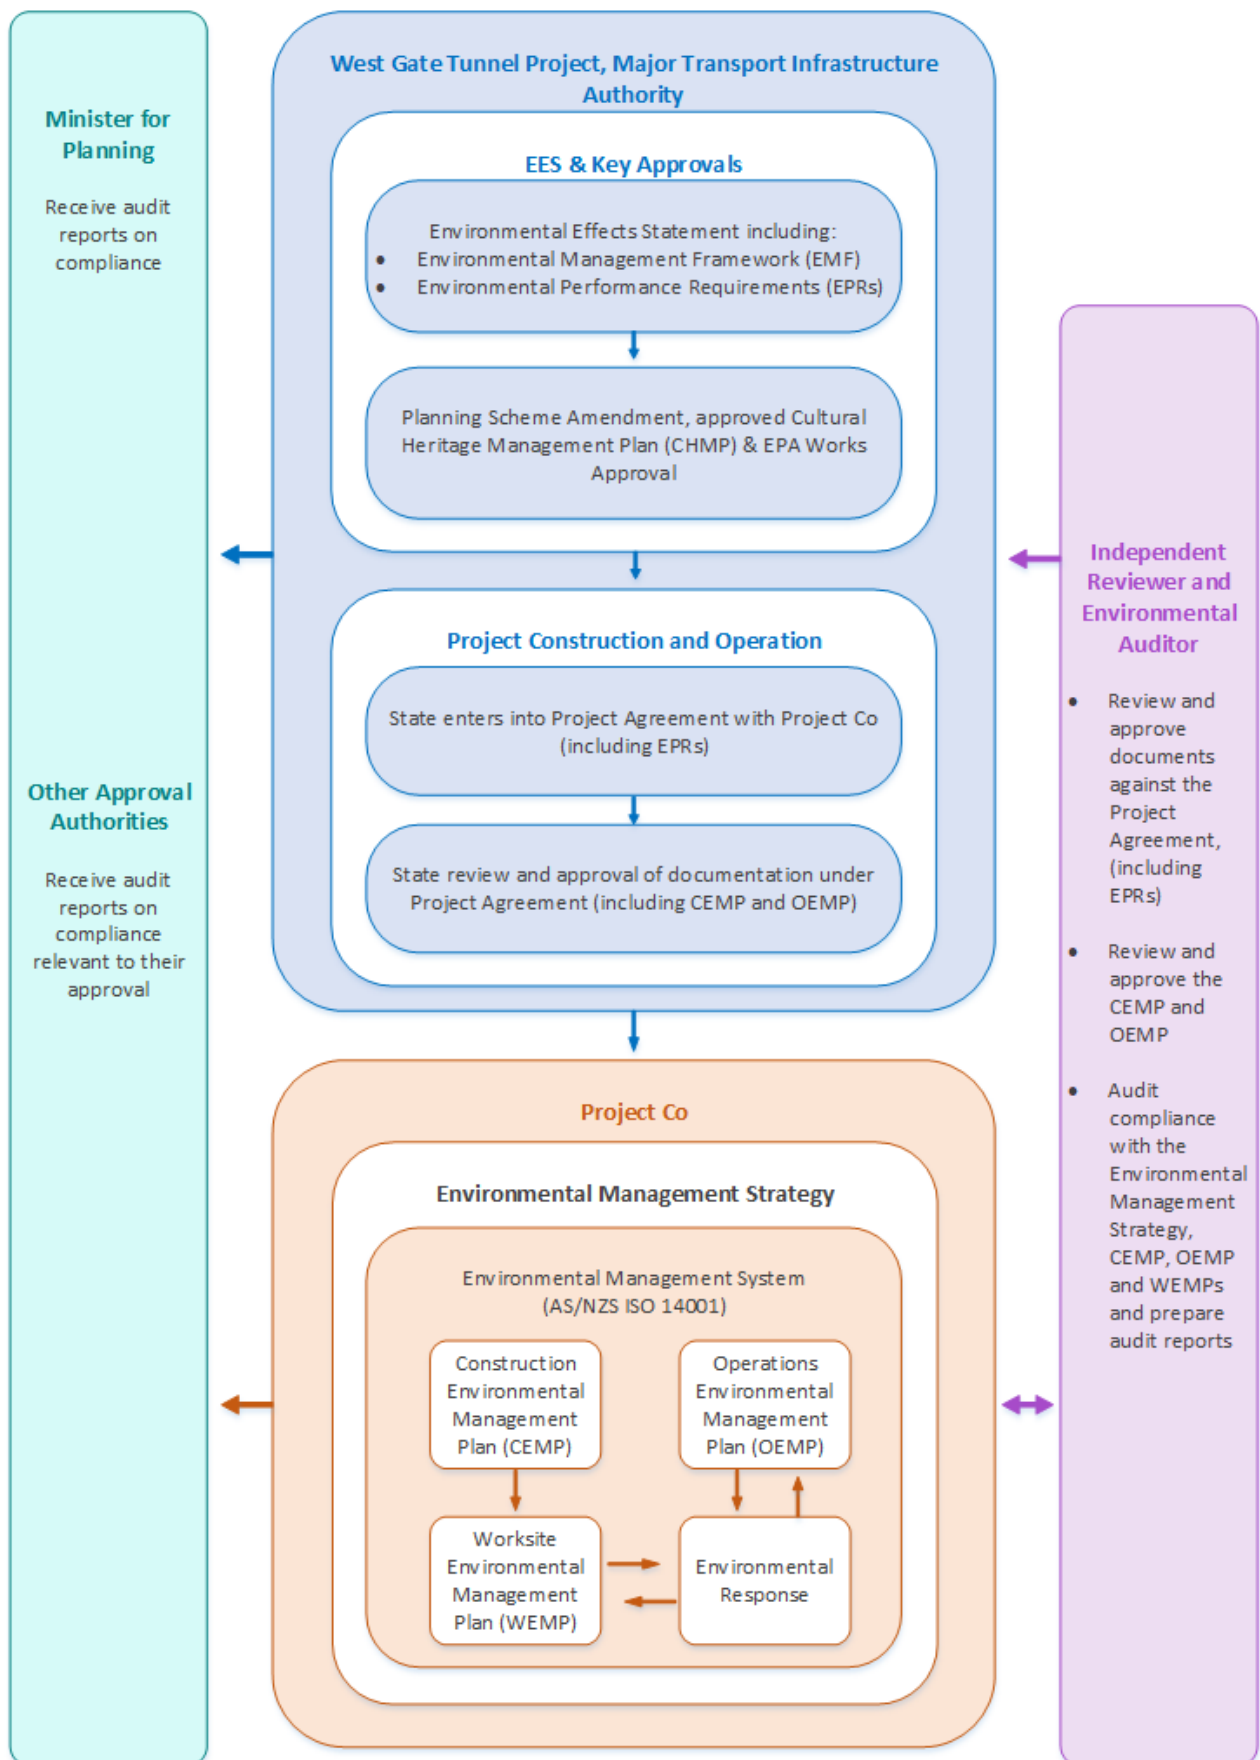 Minister for
Planning
Receive audit
reports on
compliance
Other Approval
Authorities
Receive audit
reports on
compliance
relevant to their
approval
West Gate Tunnel Project, Major Transport Infrastructure
Authority
EES & Key Approvals
Environmental Effects Statement including:
• Environmental Management Framework (EMF)
• Environmental Performance Requirements (EPRs)
Planning Scheme Amendment, approved Cultural
Heritage Management Plan (CHMP) & EPA Works
Approval
Project Construction and Operation
State enters into Project Agreement with Project Co
(including EPRs)
State review and approval of documentation under
Project Agreement (including CEMP and OEMP)
Project Co
Environmental Management Strategy
Environmental Management System
(AS/NZS ISO 14001)
Construction
Environmental
Management
Plan (CEMP)
Operations
Environmental
Management
Plan (OEMP)
Worksite
Environmental
Management
Plan (WEMP)
Environmental
Response
Independent
Reviewer and
Environmental
Auditor
• Review and
approve
documents
against the
Project
Agreement,
(including
EPRs)
• Review and
approve the
CEMP and
OEMP
• Audit
compliance
with the
Environmental
Management
Strategy,
CEMP, OEMP
and WEMPs
and prepare
audit reports